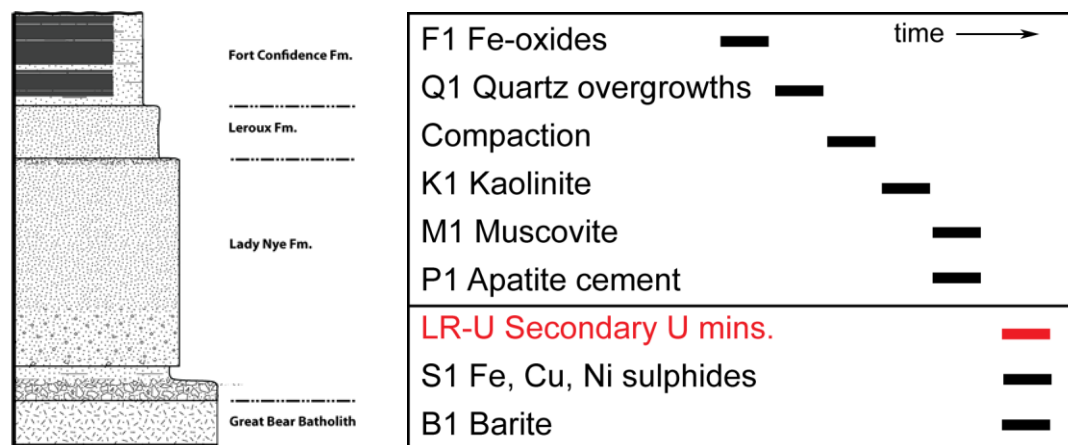 Fort Confidence Fm.
Leroux Fm.
Lady Nye Fm.
Great Bear Batholith
time
F1 Fe-oxides
Q1 Quartz overgrowths
Compaction
K1 Kaolinite
M1 Muscovite
P1 Apatite cement
LR-U Secondary U mins.
S1 Fe, Cu, Ni sulphides
B1 Barite